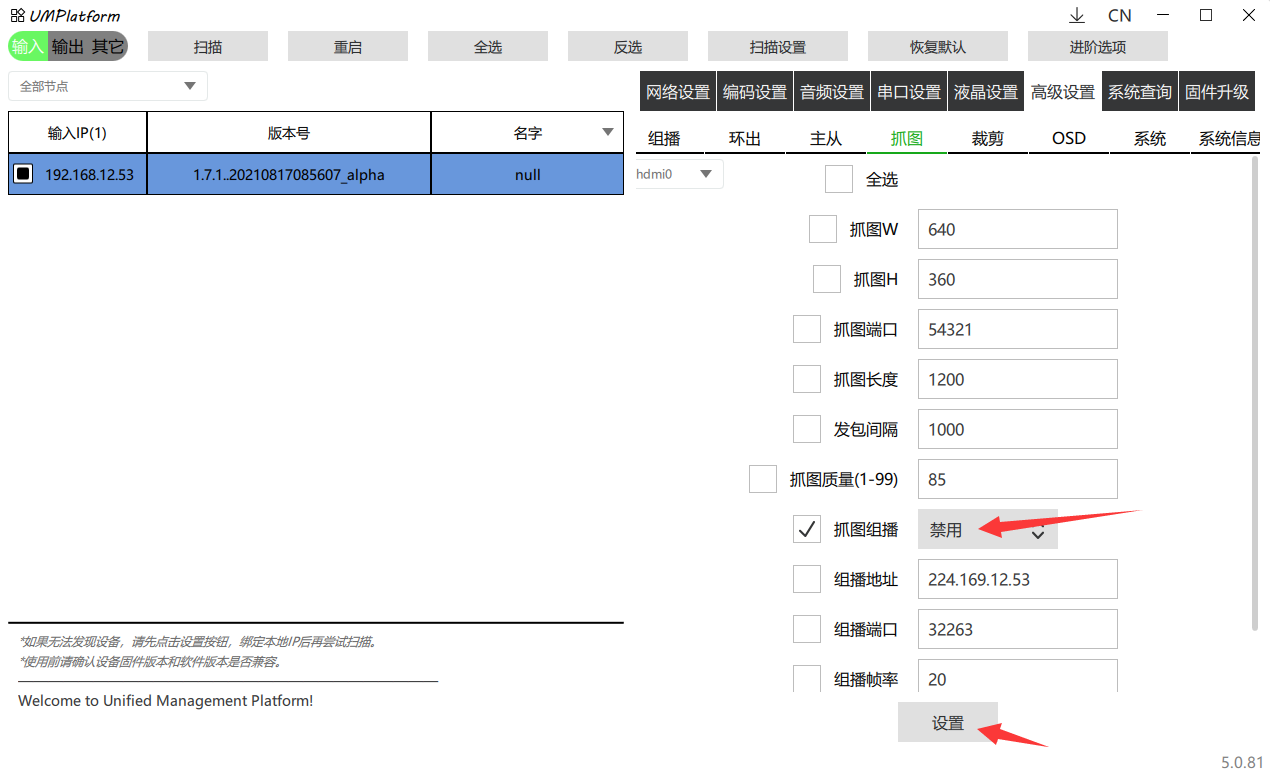 UMPlatform
CN
输入 输出 其它 扫描 重启 全选 反选 扫描设置 恢复默认 进阶选项
全部节点
网络设置 编码设置 音频设置 串口设置 液晶设置 高级设置 系统查询 固件升级
输入IP(1) 版本号 名字
组播 环出 主从 抓图 裁剪 OSD 系统 系统信息
192.168.12.53 1.7.1..20210817085607_alpha null
hdmi0
全选
抓图W 640
抓图H 360
抓图端口 54321
抓图长度 1200
发包间隔 1000
抓图质量(1-99) 85
抓图组播 禁用
组播地址 224.169.12.53
组播端口 32263
组播帧率 20
*如果无法发现设备，请先点击设置按钮，绑定本地IP后再尝试扫描。
*使用前请确认设备固件版本和软件版本是否兼容。
Welcome to Unified Management Platform!
设置
5.0.81